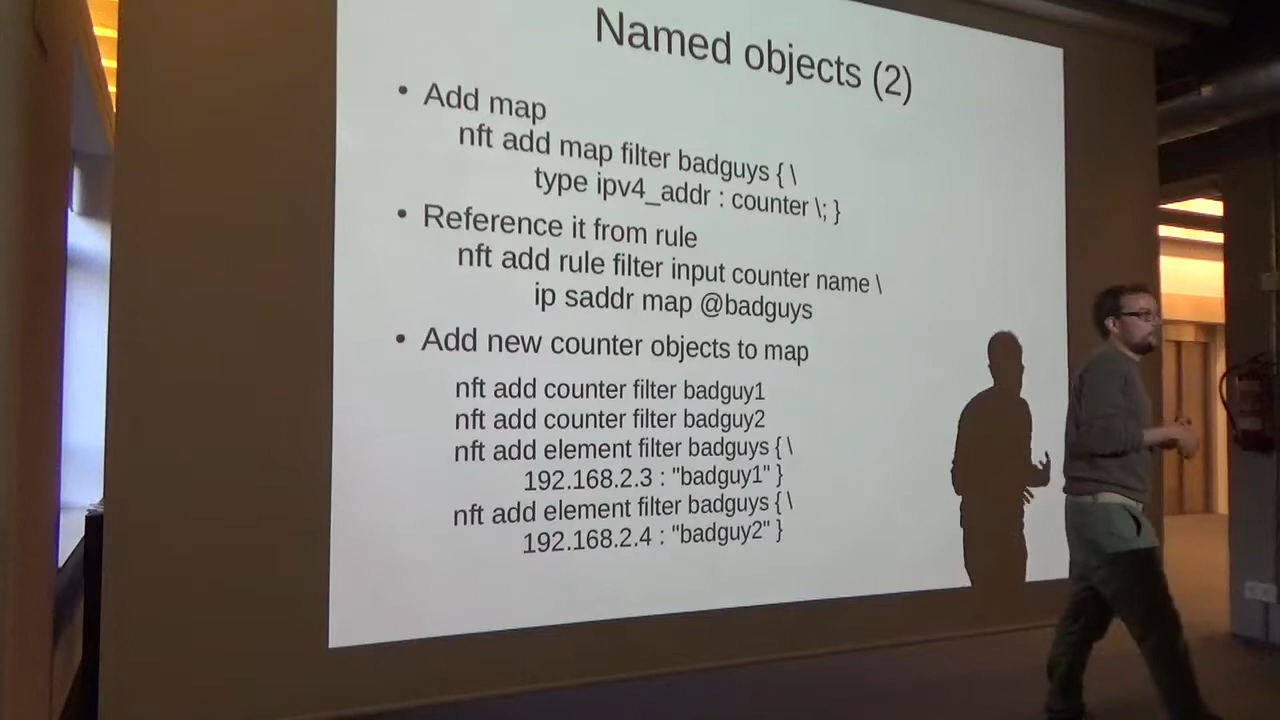 Named objects (2)
• Add map
nft add map filter badguys { \
type ipv4_addr : counter \; }
• Reference it from rule
nft add rule filter input counter name \
ip saddr map @badguys
• Add new counter objects to map
nft add counter filter badguy1
nft add counter filter badguy2
nft add element filter badguys { \
192.168.2.3 : "badguy1" }
nft add element filter badguys { \
192.168.2.4 : "badguy2" }